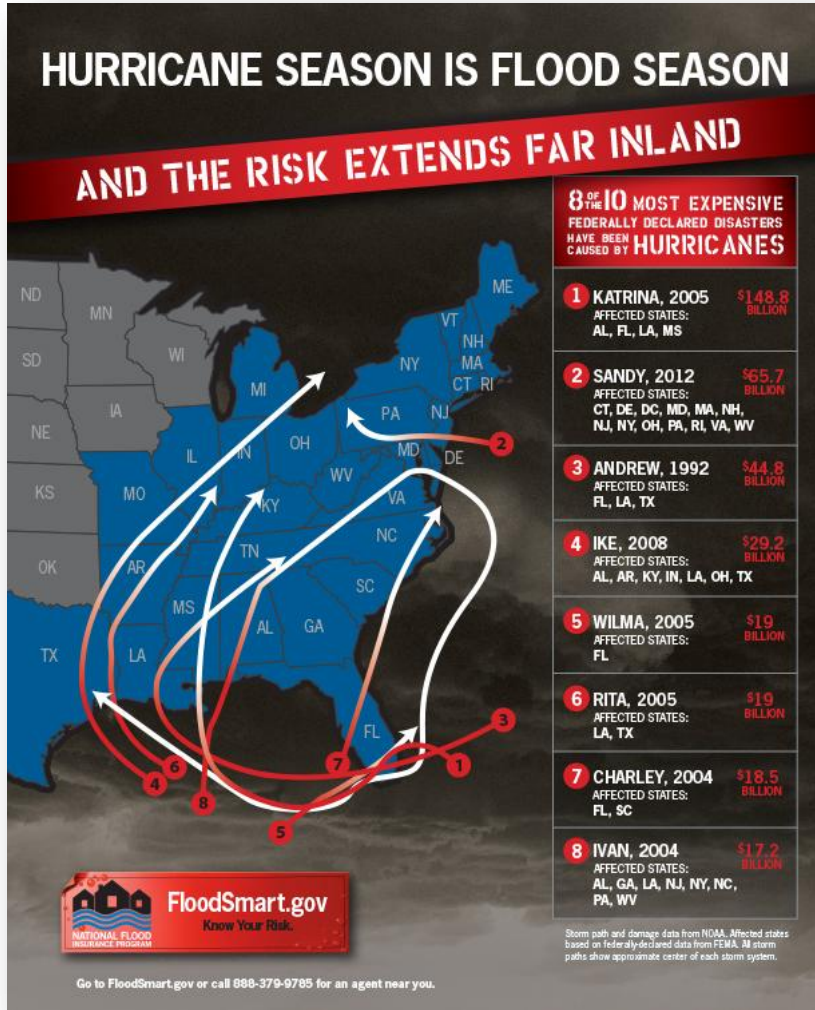 HURRICANE SEASON IS FLOOD SEASON
AND THE RISK EXTENDS FAR INLAND
8 OF THE 10 MOST EXPENSIVE
FEDERALLY DECLARED DISASTERS
HAVE BEEN CAUSED BY HURRICANES
1 KATRINA, 2005 $148.8
BILLION
AFFECTED STATES:
AL, FL, LA, MS
2 SANDY, 2012 $65.7
BILLION
AFFECTED STATES:
CT, DE, DC, MD, MA, NH,
NJ, NY, OH, PA, RI, VA, WV
3 ANDREW, 1992 $44.8
BILLION
AFFECTED STATES:
FL, LA, TX
4 IKE, 2008 $29.2
BILLION
AFFECTED STATES:
AL, AR, KY, IN, LA, OH, TX
5 WILMA, 2005 $19
BILLION
AFFECTED STATES:
FL
6 RITA, 2005 $19
BILLION
AFFECTED STATES:
LA, TX
7 CHARLEY, 2004 $18.5
BILLION
AFFECTED STATES:
FL, SC
8 IVAN, 2004 $17.2
BILLION
AFFECTED STATES:
AL, GA, LA, NJ, NY, NC,
PA, WV
Storm path and damage data from NOAA. Affected states
based on federally-declared data from FEMA. All storm
paths show approximate center of each storm system.
ND
MN
ME
VT
NH
SD
WI
NY
MA
MI
CT RI
IA
PA
NJ
NE
OH
2
IL
IN
MD
DE
WV
KS
MO
VA
KY
NC
TN
OK
AR
SC
MS
AL
GA
TX
LA
FL
3
7
1
6
4
8
5
NATIONAL FLOOD
INSURANCE PROGRAM
FloodSmart.gov
Know Your Risk.
Go to FloodSmart.gov or call 888-379-9785 for an agent near you.